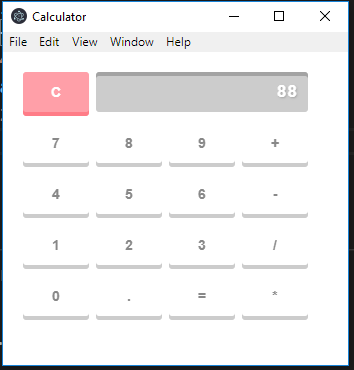 Calculator
File Edit View Window Help
C 88
7 8 9 +
4 5 6 -
1 2 3 /
0 . = *